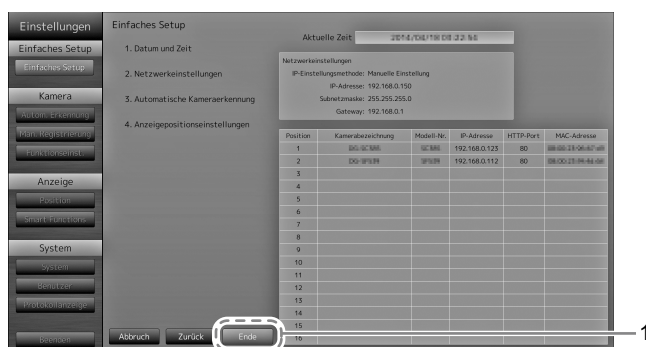 Einstellungen
Einfaches Setup
Einfaches Setup
Kamera
Autom. Erkennung
Man. Registrierung
Funktionseinst.
Anzeige
Position
Smart Functions
System
System
Benutzer
Protokollanzeige
Beenden
Einfaches Setup
1. Datum und Zeit
2. Netzwerkeinstellungen
3. Automatische Kameraerkennung
4. Anzeigepositionseinstellungen
Abbruch Zurück Ende
Aktuelle Zeit
Netzwerkeinstellungen
IP-Einstellungsmethode: Manuelle Einstellung
IP-Adresse: 192.168.0.150
Subnetzmaske: 255.255.255.0
Gateway: 192.168.0.1
Position Kamerabezeichnung Modell-Nr. IP-Adresse HTTP-Port MAC-Adresse
1 192.168.0.123 80
2 192.168.0.112 80
3
4
5
6
7
8
9
10
11
12
13
14
15
16
1